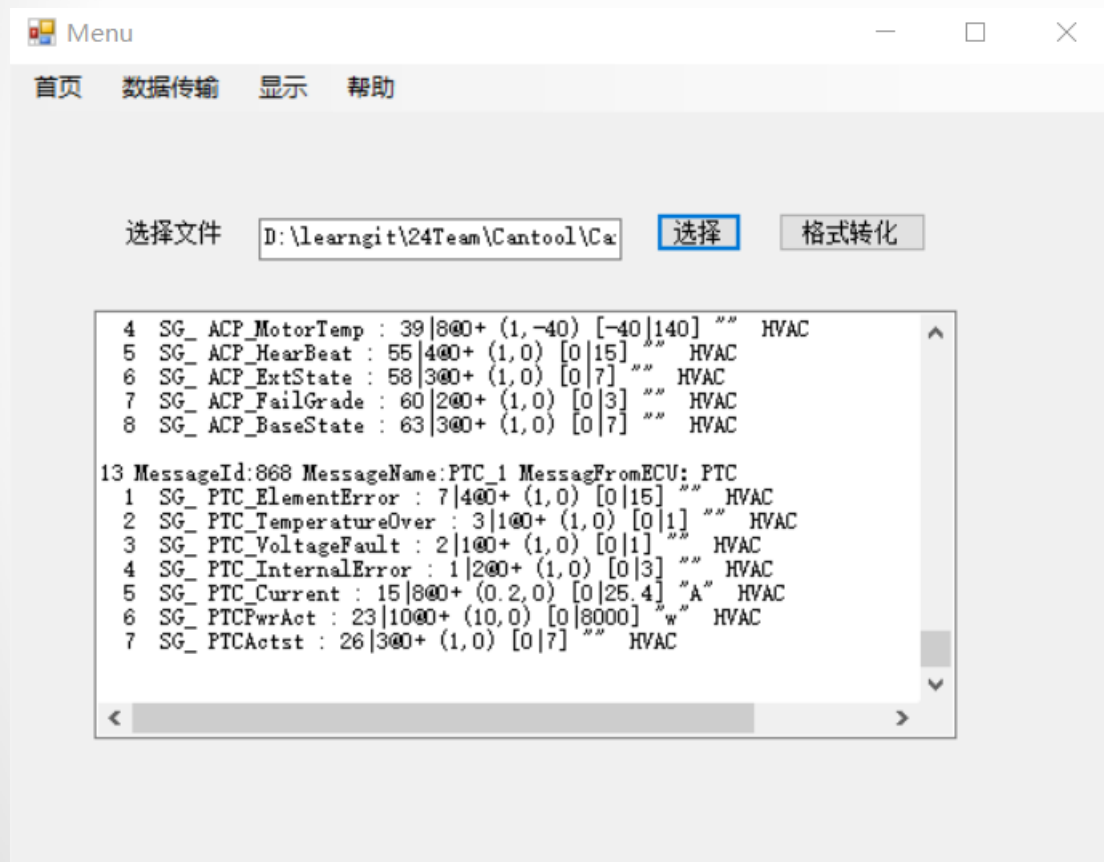 Menu
首页 数据传输 显示 帮助
选择文件 D:\learngit\24Team\Cantool\Ca 选择 格式转化
4 SG_ ACP_MotorTemp : 39|8@0+ (1,-40) [-40|140] "" HVAC
5 SG_ ACP_HearBeat : 55|4@0+ (1,0) [0|15] "" HVAC
6 SG_ ACP_ExtState : 58|3@0+ (1,0) [0|7] "" HVAC
7 SG_ ACP_FailGrade : 60|2@0+ (1,0) [0|3] "" HVAC
8 SG_ ACP_BaseState : 63|3@0+ (1,0) [0|7] "" HVAC
13 MessageId:868 MessageName:PTC_1 MessagFromECU: PTC
1 SG_ PTC_ElementError : 7|4@0+ (1,0) [0|15] "" HVAC
2 SG_ PTC_TemperatureOver : 3|1@0+ (1,0) [0|1] "" HVAC
3 SG_ PTC_VoltageFault : 2|1@0+ (1,0) [0|1] "" HVAC
4 SG_ PTC_InternalError : 1|2@0+ (1,0) [0|3] "" HVAC
5 SG_ PTC_Current : 15|8@0+ (0.2,0) [0|25.4] "A" HVAC
6 SG_ PTCPwrAct : 23|10@0+ (10,0) [0|8000] "w" HVAC
7 SG_ PTCActst : 26|3@0+ (1,0) [0|7] "" HVAC